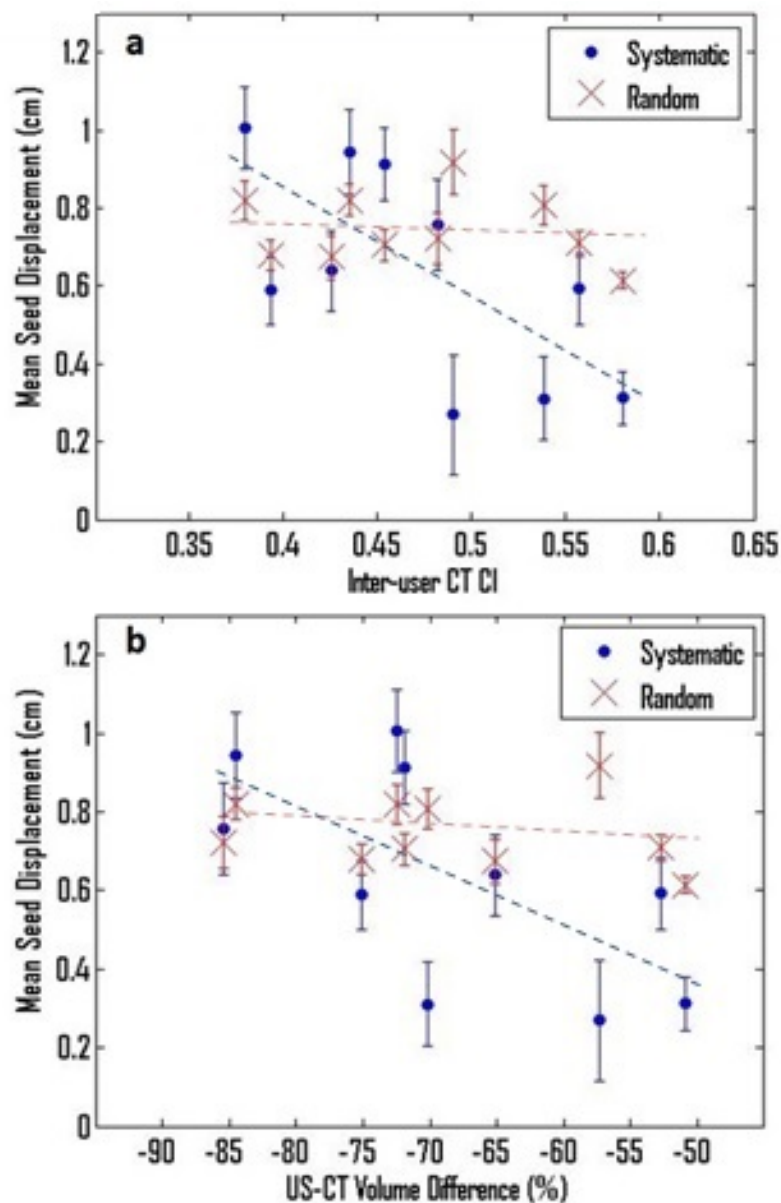 a
Systematic
Random
Mean Seed Displacement (cm)
1.2
1
0.8
0.6
0.4
0.2
0
0.35 0.4 0.45 0.5 0.55 0.6 0.65
Inter-user CT CI
b
Systematic
Random
Mean Seed Displacement (cm)
1.2
1
0.8
0.6
0.4
0.2
0
-90 -85 -80 -75 -70 -65 -60 -55 -50
US-CT Volume Difference (%)